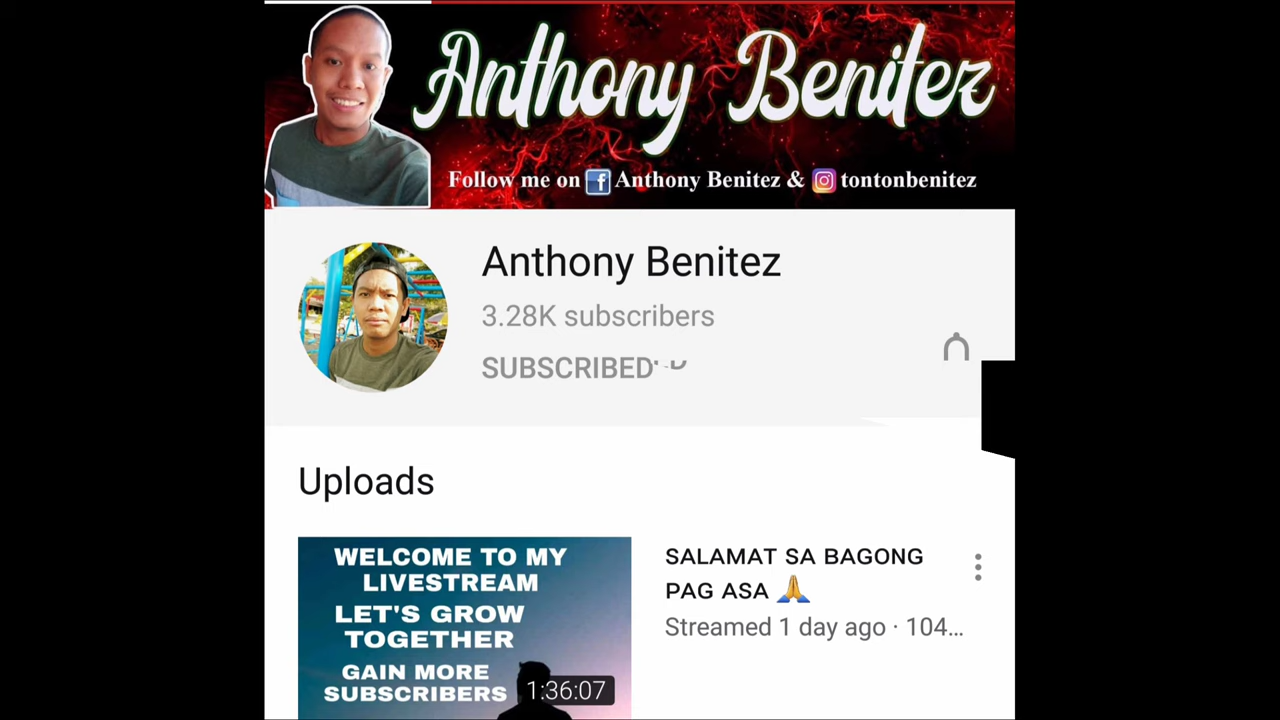 Anthony Benitez
Follow me on Anthony Benitez & tontonbenitez
Anthony Benitez
3.28K subscribers
SUBSCRIBED
Uploads
WELCOME TO MY
LIVESTREAM
LET'S GROW
TOGETHER
GAIN MORE
SUBSCRIBERS
1:36:07
SALAMAT SA BAGONG
PAG ASA 🙏
Streamed 1 day ago · 104...